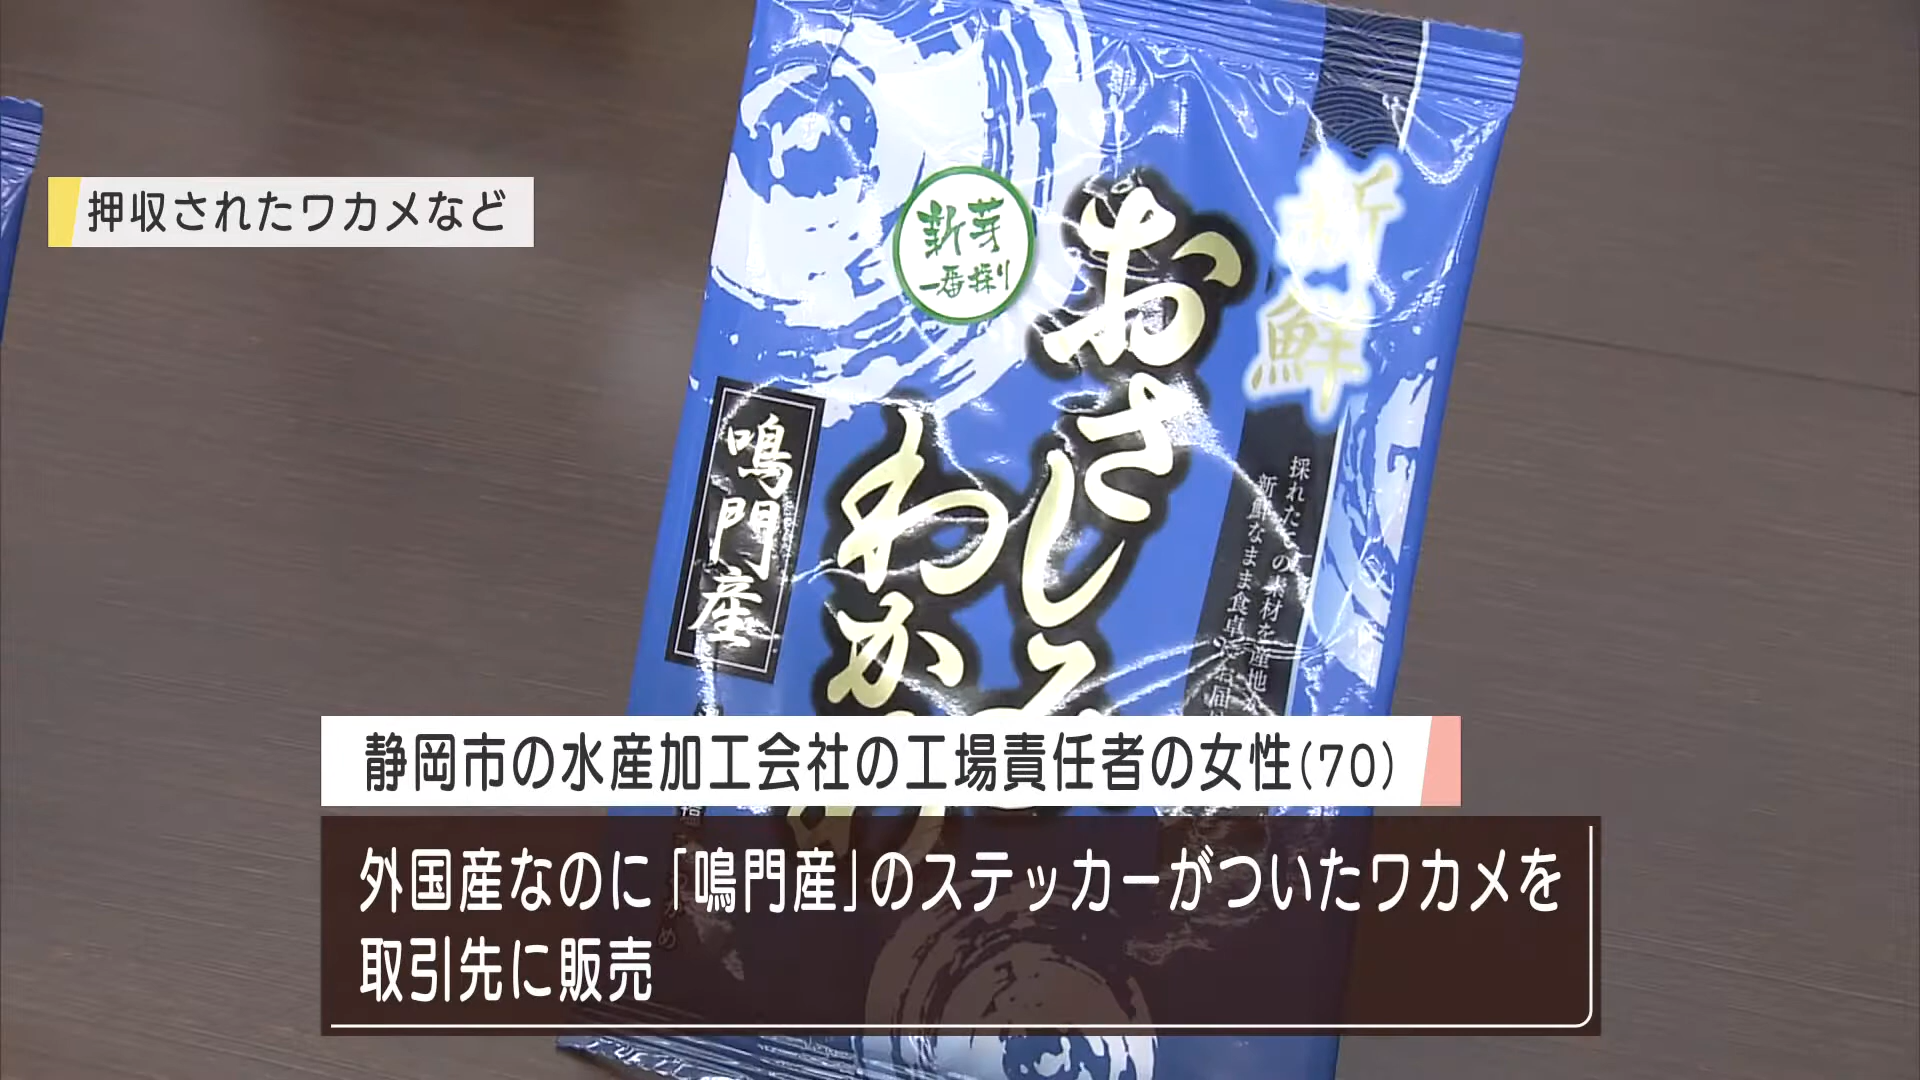 押収されたワカメなど
新鮮
採れたての素材を産地か
新鮮なまま食卓へお届け
おさしみ
わかめ
新芽
一番採り
鳴門産
静岡市の水産加工会社の工場責任者の女性(70)
外国産なのに「鳴門産」のステッカーがついたワカメを
取引先に販売